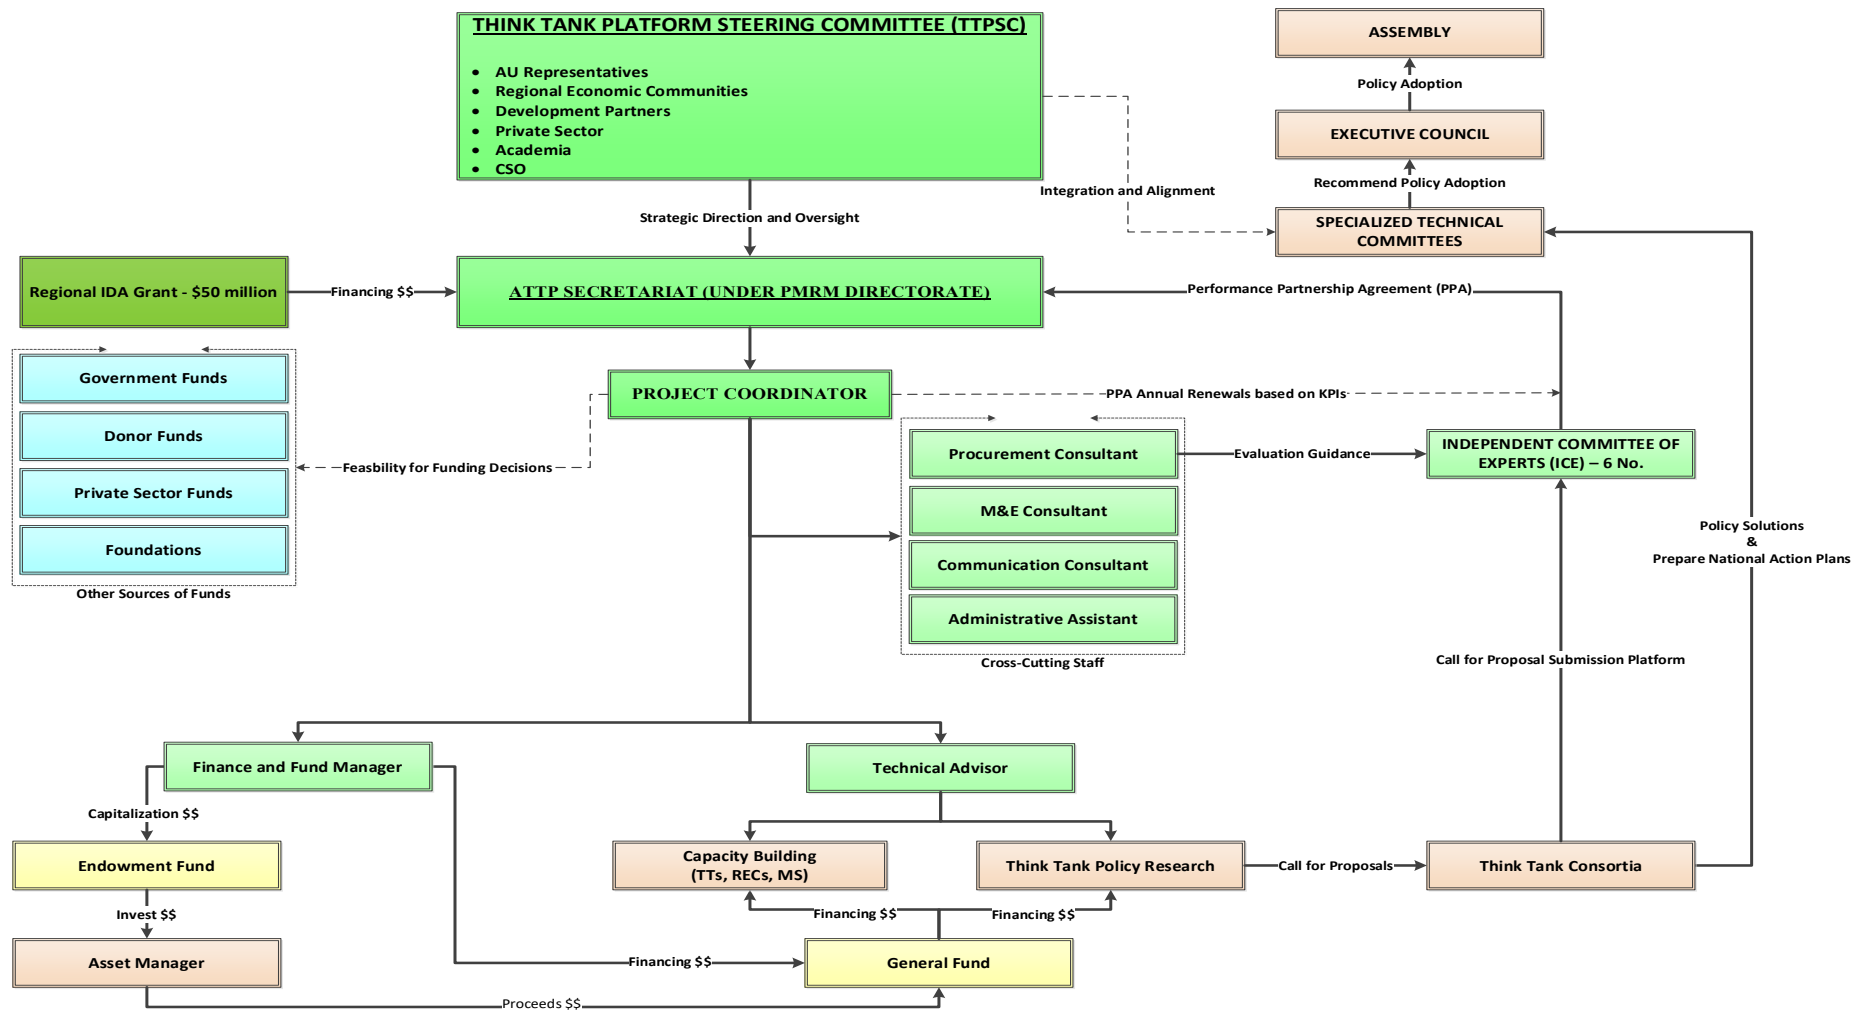 THINK TANK PLATFORM STEERING COMMITTEE (TTPSC)
• AU Representatives
• Regional Economic Communities
• Development Partners
• Private Sector
• Academia
• CSO
ASSEMBLY
Policy Adoption
EXECUTIVE COUNCIL
Recommend Policy Adoption
SPECIALIZED TECHNICAL
COMMITTEES
Integration and Alignment
Strategic Direction and Oversight
Regional IDA Grant - $50 million
Financing $$
ATTP SECRETARIAT (UNDER PMRM DIRECTORATE)
Performance Partnership Agreement (PPA)
Government Funds
Donor Funds
Private Sector Funds
Foundations
Other Sources of Funds
Feasbility for Funding Decisions
PROJECT COORDINATOR
PPA Annual Renewals based on KPIs
Procurement Consultant
M&E Consultant
Communication Consultant
Administrative Assistant
Cross-Cutting Staff
Evaluation Guidance
INDEPENDENT COMMITTEE OF
EXPERTS (ICE) – 6 No.
Policy Solutions
&
Prepare National Action Plans
Call for Proposal Submission Platform
Finance and Fund Manager
Technical Advisor
Capitalization $$
Endowment Fund
Invest $$
Asset Manager
Capacity Building
(TTs, RECs, MS)
Think Tank Policy Research
Call for Proposals
Think Tank Consortia
Financing $$
Financing $$
Financing $$
General Fund
Proceeds $$